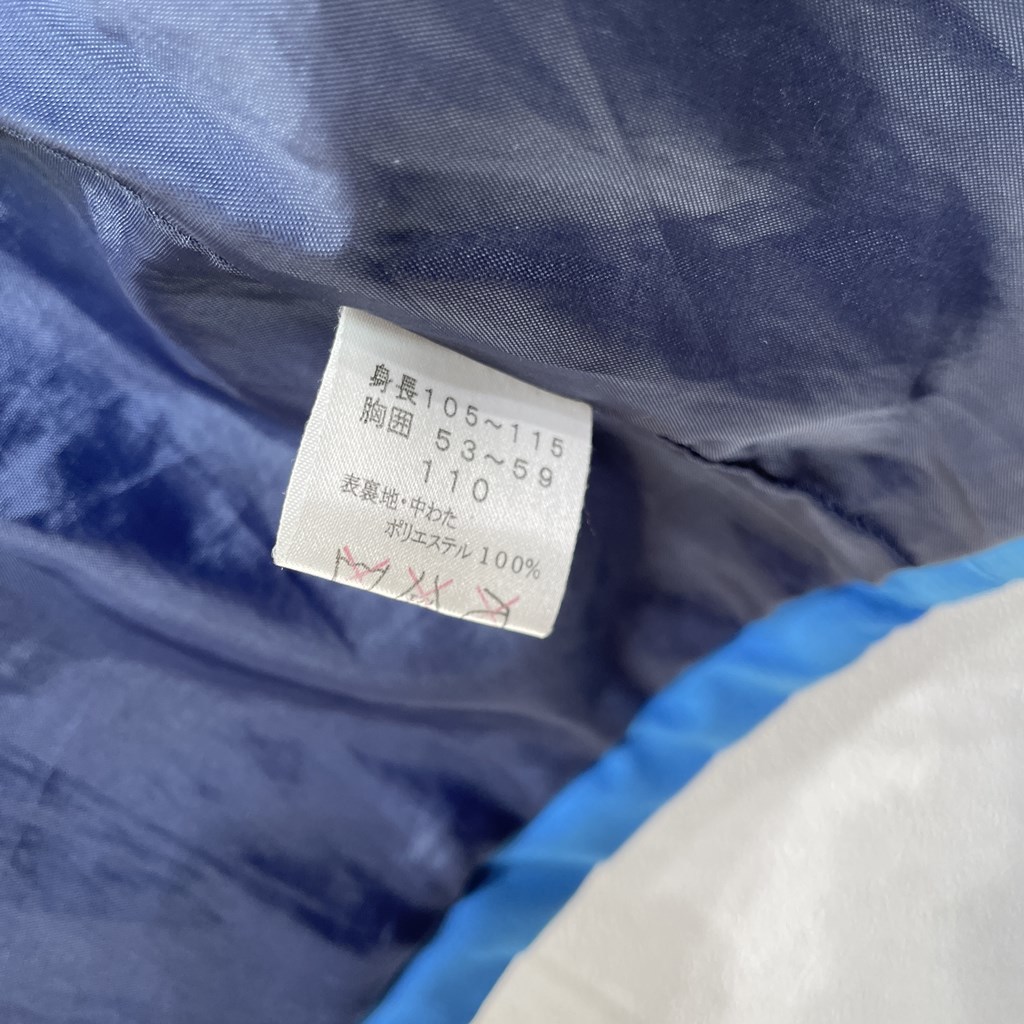 身長105～115
胸囲 53～59
110
表裏地・中わた
ポリエステル100%